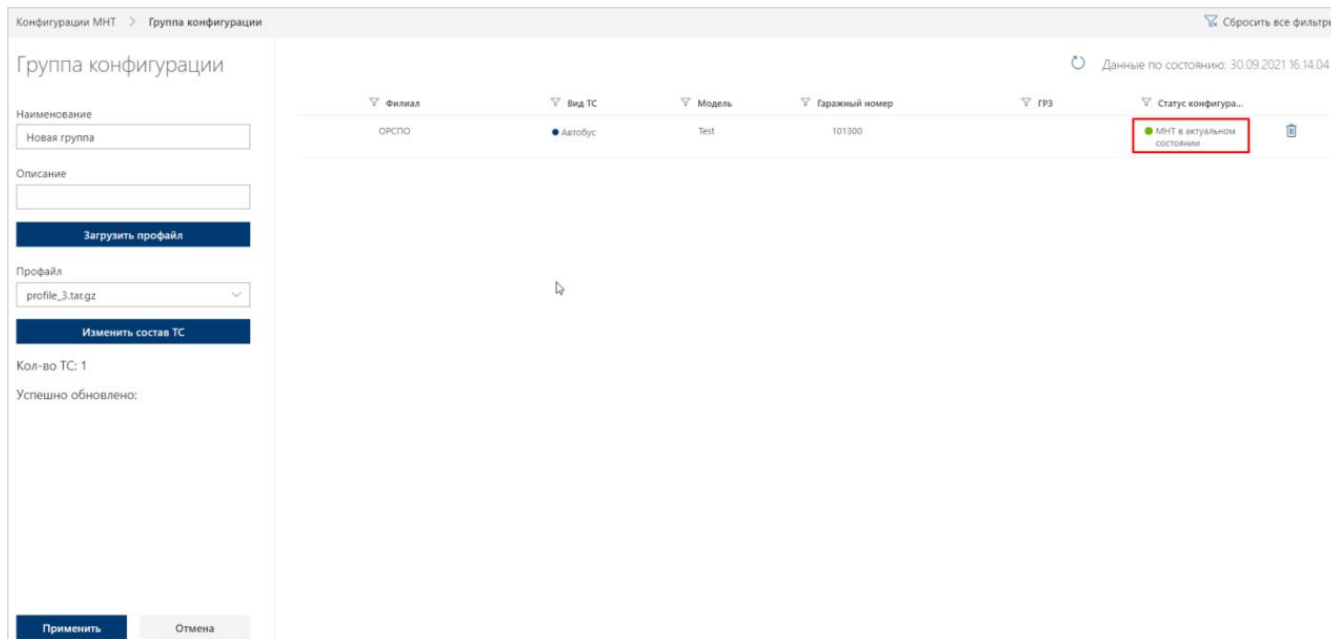 Конфигурации МНТ > Группа конфигурации
Сбросить все фильтры
Группа конфигурации
Данные по состоянию: 30.09.2021 16.14.04
Наименование
Новая группа
Описание
Загрузить профайл
Профайл
profile_3.tar.gz
Изменить состав ТС
Кол-во ТС: 1
Успешно обновлено:
Филиал Вид ТС Модель Гаражный номер ГРЗ Статус конфигура...
ОРСПО Автобус Test 101300 МНТ в актуальном
состоянии
Применить Отмена